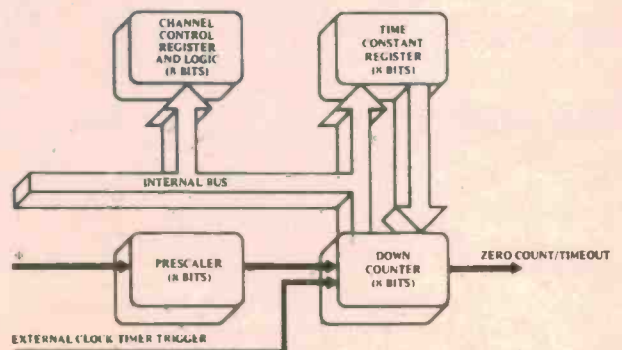 CHANNEL
CONTROL
REGISTER
AND LOGIC
(8 BITS)
TIME
CONSTANT
REGISTER
(8 BITS)
INTERNAL BUS
PRESCALER
(8 BITS)
DOWN
COUNTER
(8 BITS)
ZERO COUNT/TIMEOUT
EXTERNAL CLOCK TIMER TRIGGER